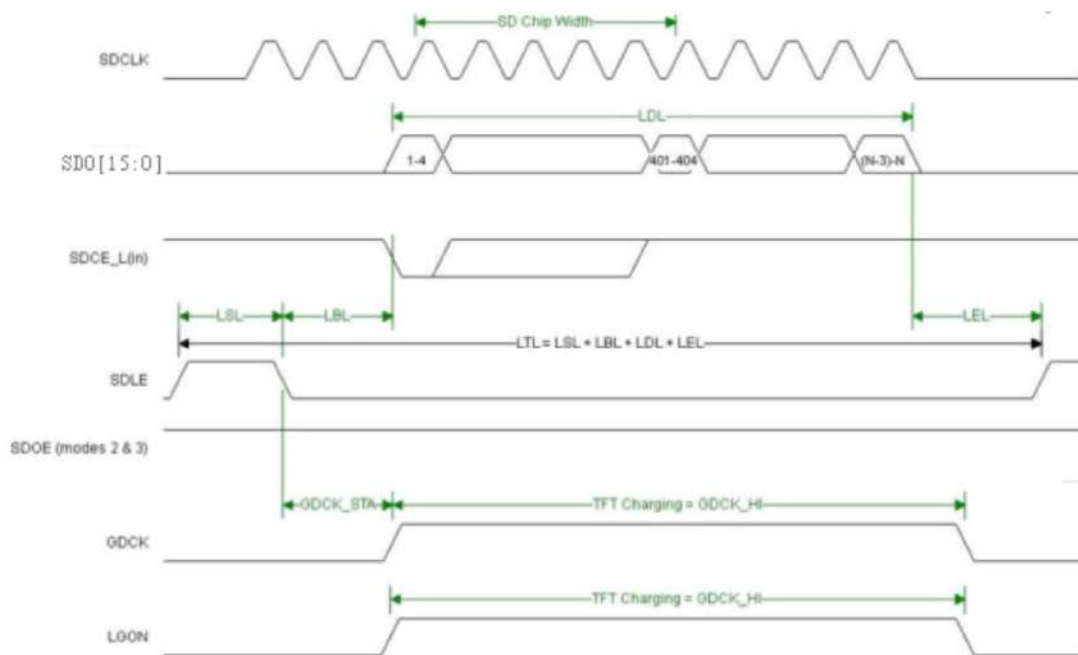 SD Chip Width
SDCLK
LDL
SDO[15:0]
1-4
401-404
(N-3)-N
SDCE_L(in)
LSL
LBL
LEL
LTL = LSL + LBL + LDL + LEL
SDLE
SDOE (modes 2 & 3)
GDCK_STA
TFT Charging = GDCK_HI
GDCK
TFT Charging = GDCK_HI
LGON